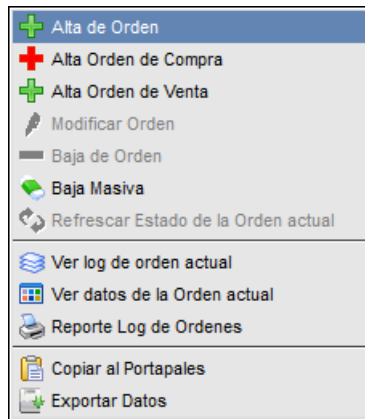 Alta de Orden
Alta Orden de Compra
Alta Orden de Venta
Modificar Orden
Baja de Orden
Baja Masiva
Refrescar Estado de la Orden actual
Ver log de orden actual
Ver datos de la Orden actual
Reporte Log de Ordenes
Copiar al Portapales
Exportar Datos